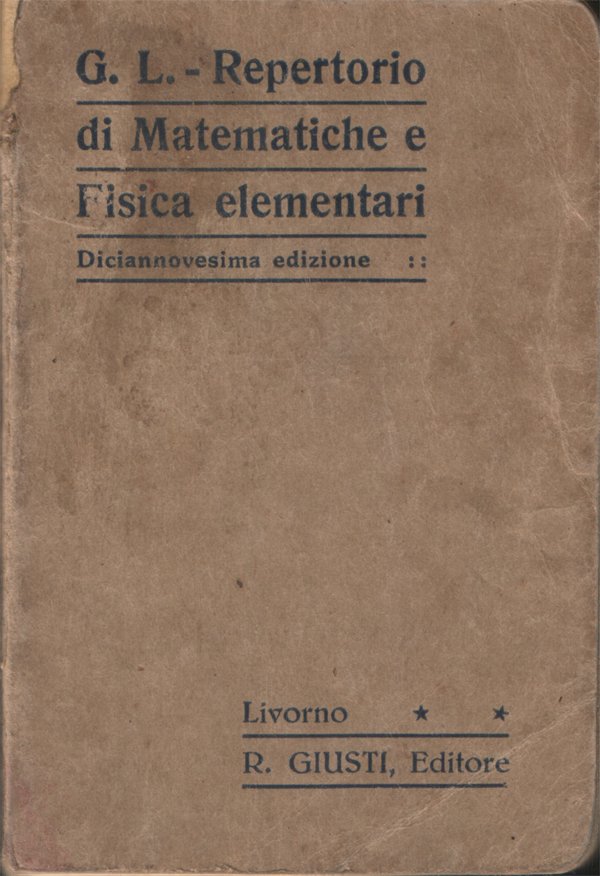 G. L. - Repertorio
di Matematiche e
Fisica elementari
Diciannovesima edizione ::
Livorno ★ ★
R. GIUSTI, Editore